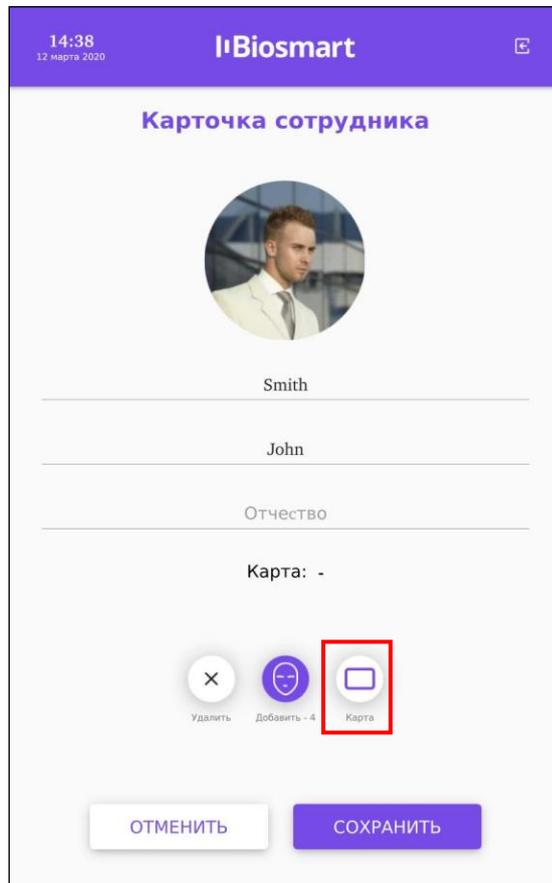 14:38
12 марта 2020
Biosmart
Карточка сотрудника
Smith
John
Отчество
Карта: -
Удалить
Добавить - 4
Карта
ОТМЕНИТЬ
СОХРАНИТЬ